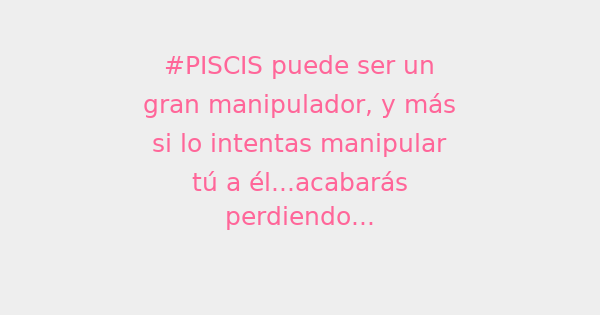 #PISCIS puede ser un
gran manipulador, y más
si lo intentas manipular
tú a él...acabarás
perdiendo...